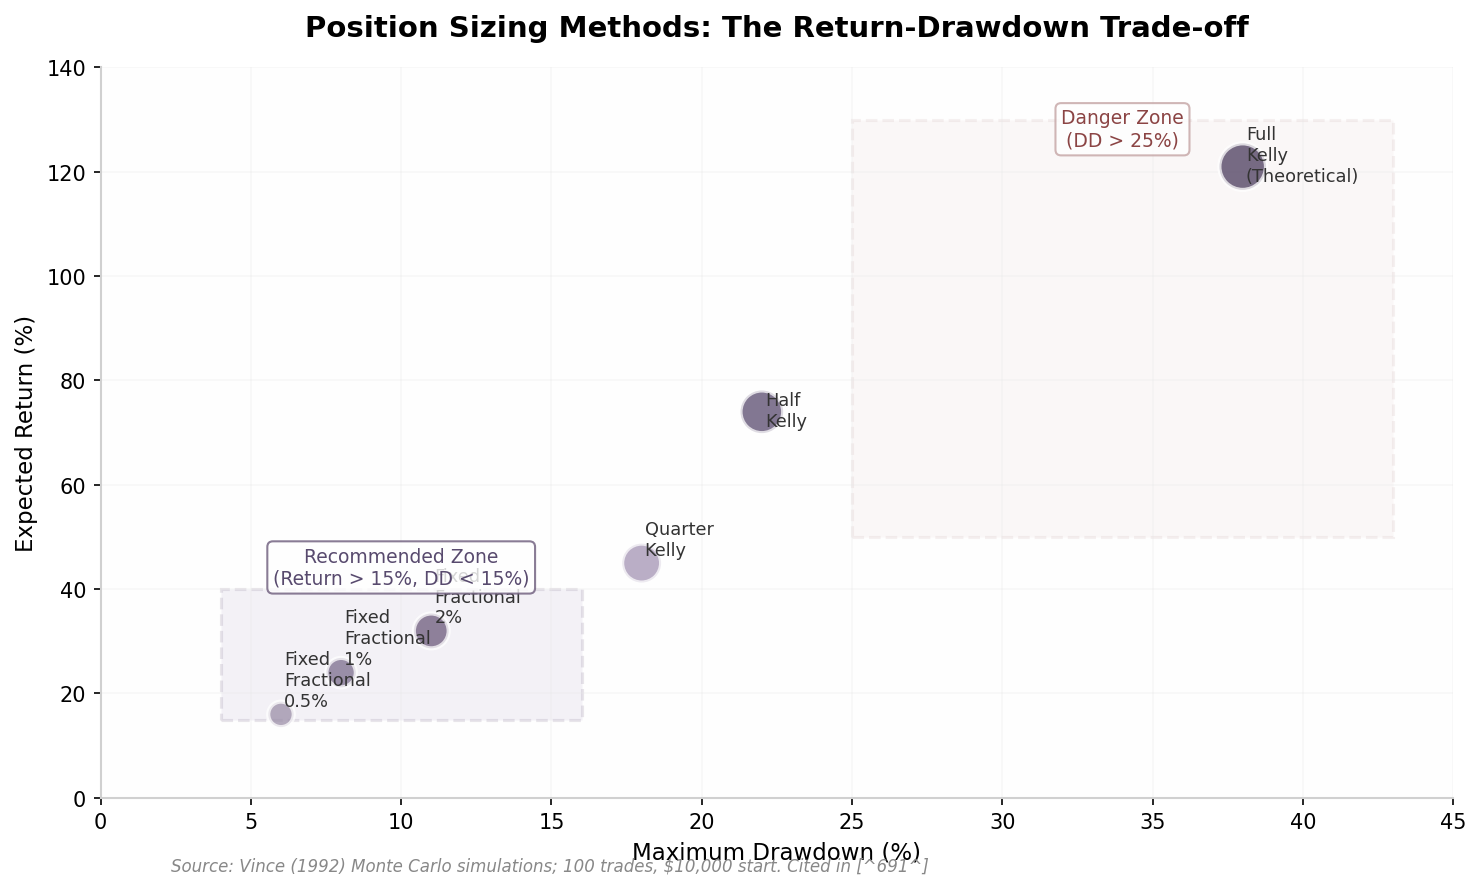 Position Sizing Methods: The Return-Drawdown Trade-off
Expected Return (%)
140
120
100
80
60
40
20
0
Danger Zone
(DD > 25%)
Full
Kelly
(Theoretical)
Half
Kelly
Quarter
Kelly
Recommended Zone
(Return > 15%, DD < 15%)
Fixed
Fractional
2%
Fixed
Fractional
1%
Fixed
Fractional
0.5%
0
5
10
15
20
25
30
35
40
45
Maximum Drawdown (%)
Source: Vince (1992) Monte Carlo simulations; 100 trades, $10,000 start. Cited in [^691^]